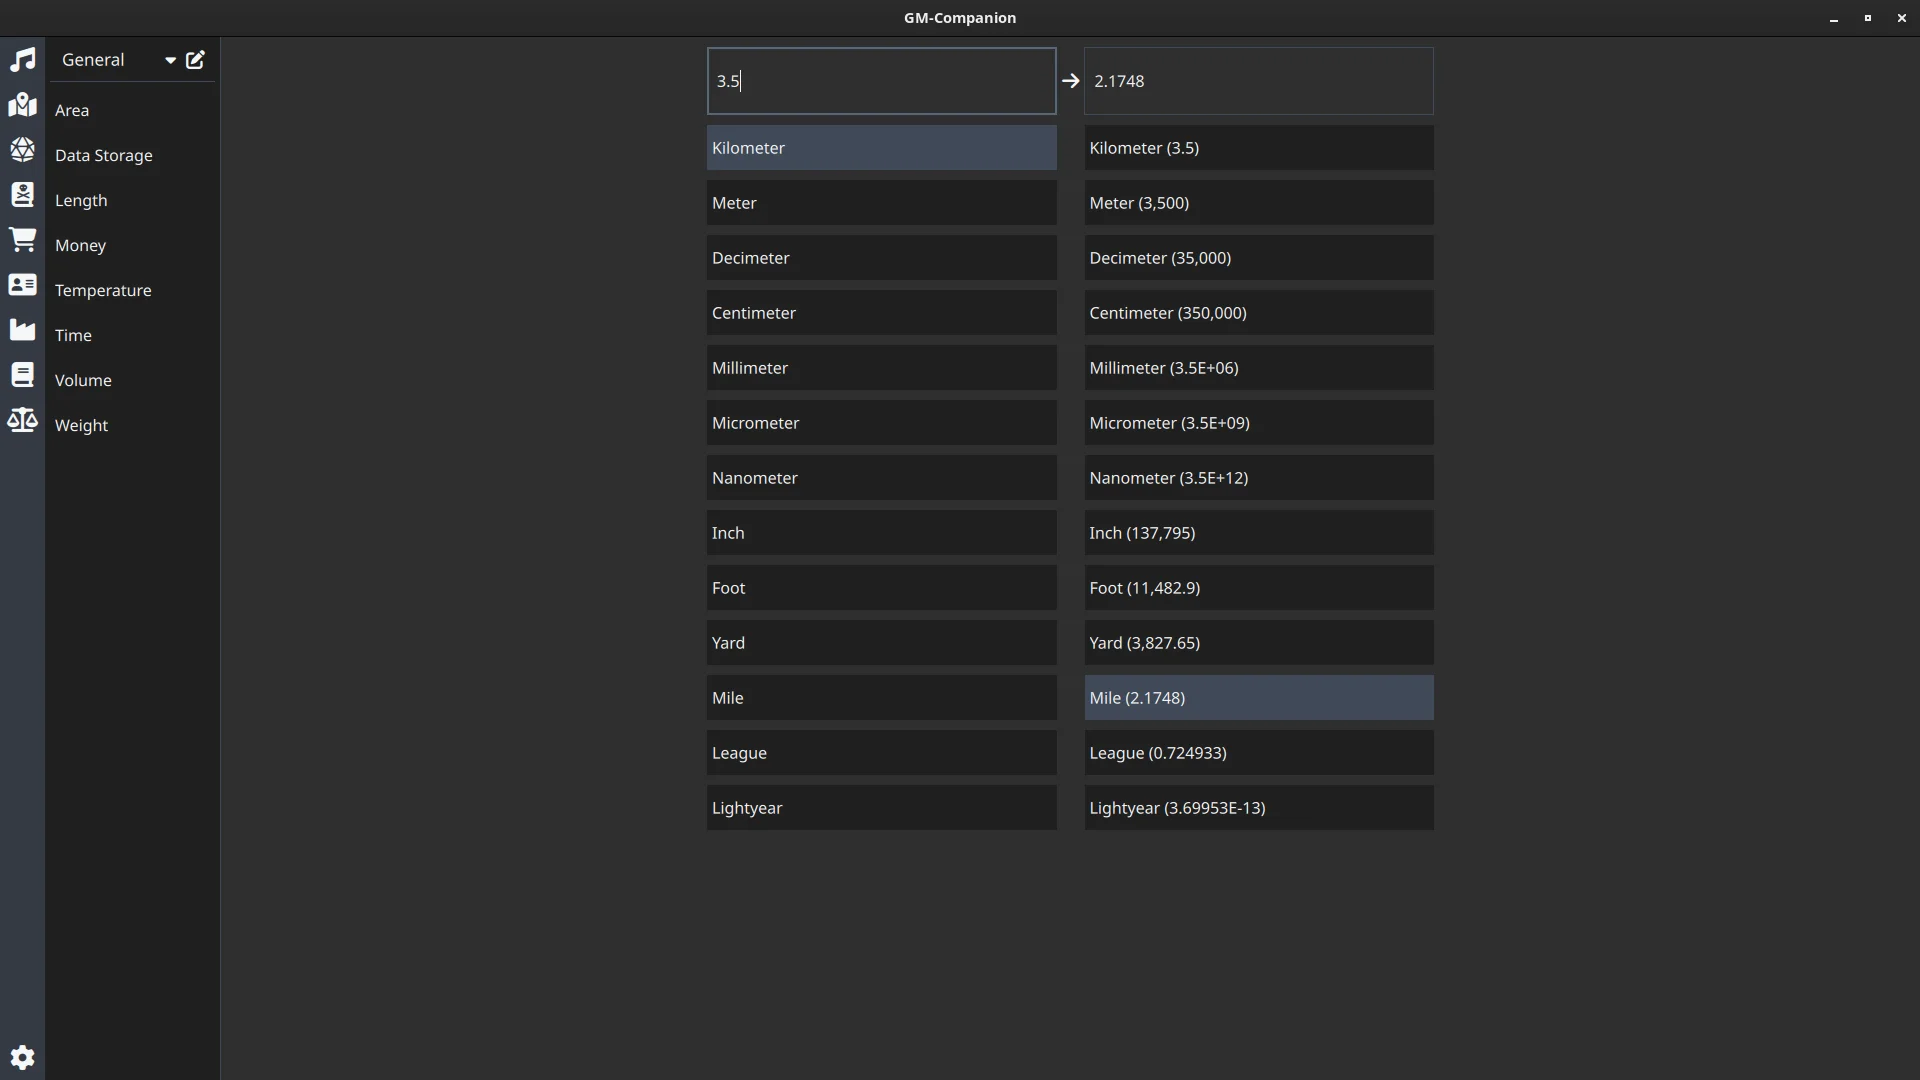 GM-Companion
General
Area
Data Storage
Length
Money
Temperature
Time
Volume
Weight
3.5
2.1748
Kilometer
Kilometer (3.5)
Meter
Meter (3,500)
Decimeter
Decimeter (35,000)
Centimeter
Centimeter (350,000)
Millimeter
Millimeter (3.5E+06)
Micrometer
Micrometer (3.5E+09)
Nanometer
Nanometer (3.5E+12)
Inch
Inch (137,795)
Foot
Foot (11,482.9)
Yard
Yard (3,827.65)
Mile
Mile (2.1748)
League
League (0.724933)
Lightyear
Lightyear (3.69953E-13)